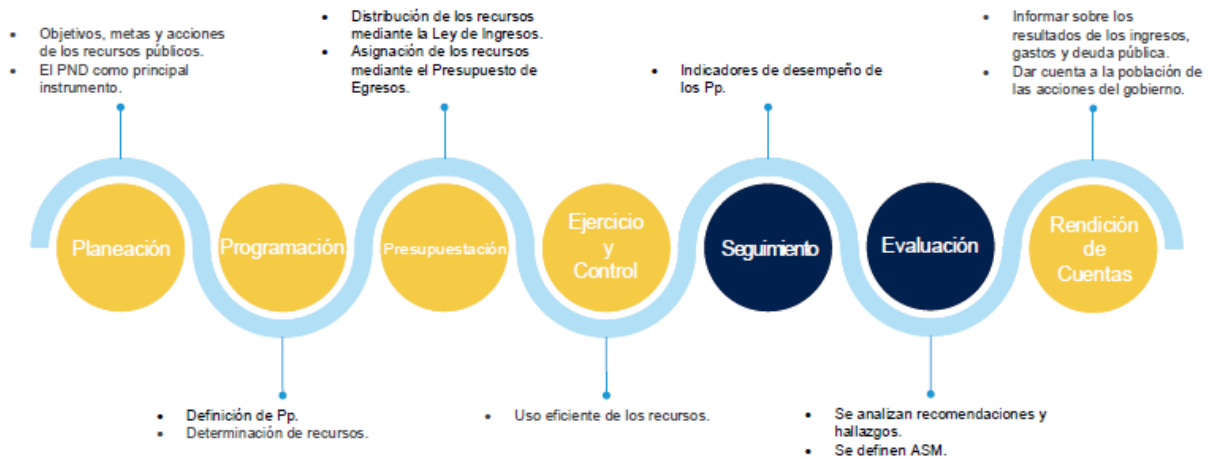 • Objetivos, metas y acciones
de los recursos públicos.
• El PND como principal
instrumento.
• Distribución de los recursos
mediante la Ley de Ingresos.
• Asignación de los recursos
mediante el Presupuesto de
Egresos.
• Indicadores de desempeño de
los Pp.
• Informar sobre los
resultados de los ingresos,
gastos y deuda pública.
• Dar cuenta a la población de
las acciones del gobierno.
Planeación
Programación
Presupuestación
Ejercicio
y
Control
Seguimiento
Evaluación
Rendición
de
Cuentas
• Definición de Pp.
• Determinación de recursos.
• Uso eficiente de los recursos.
• Se analizan recomendaciones y
hallazgos.
• Se definen ASM.